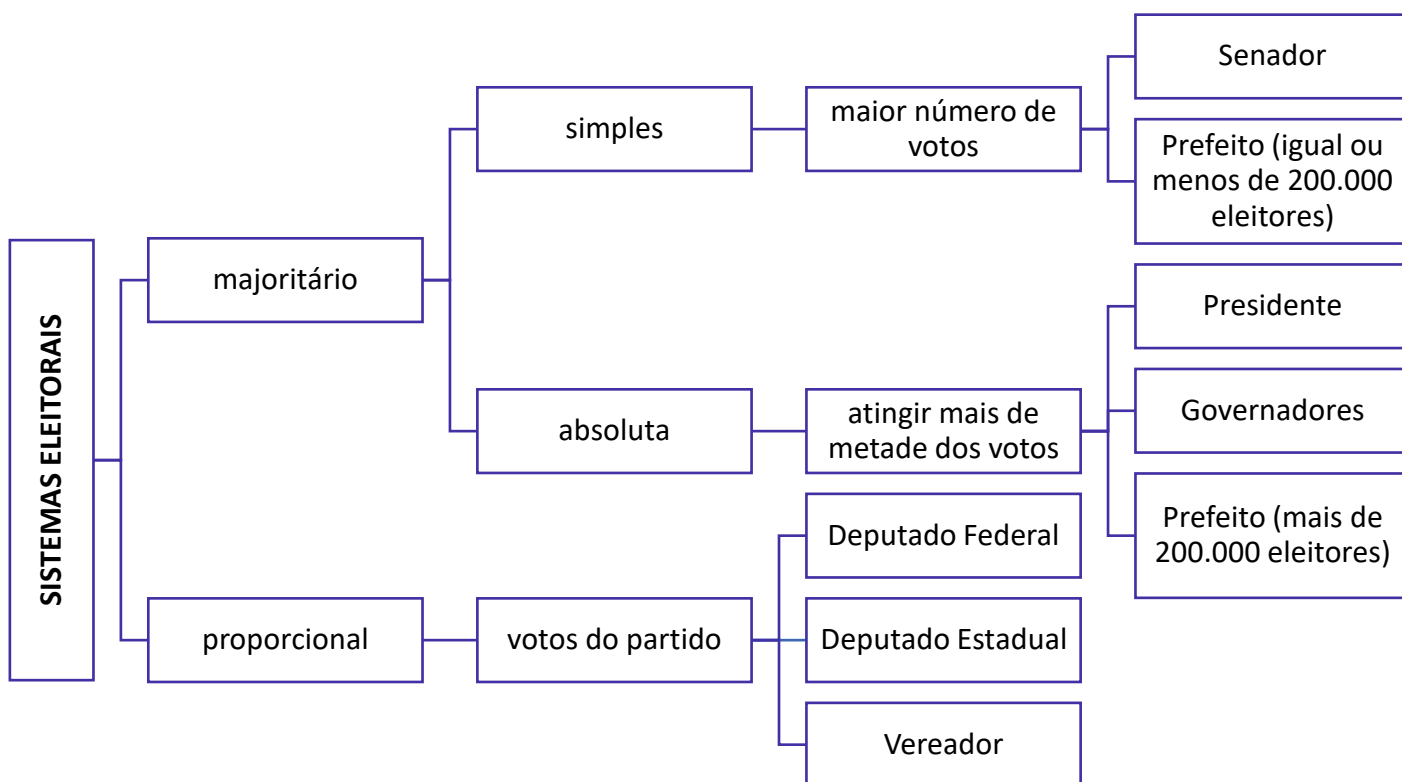 SISTEMAS ELEITORAIS
majoritário
simples
maior número de
votos
Senador
Prefeito (igual ou
menos de 200.000
eleitores)
absoluta
atingir mais de
metade dos votos
Presidente
Governadores
Prefeito (mais de
200.000 eleitores)
proporcional
votos do partido
Deputado Federal
Deputado Estadual
Vereador